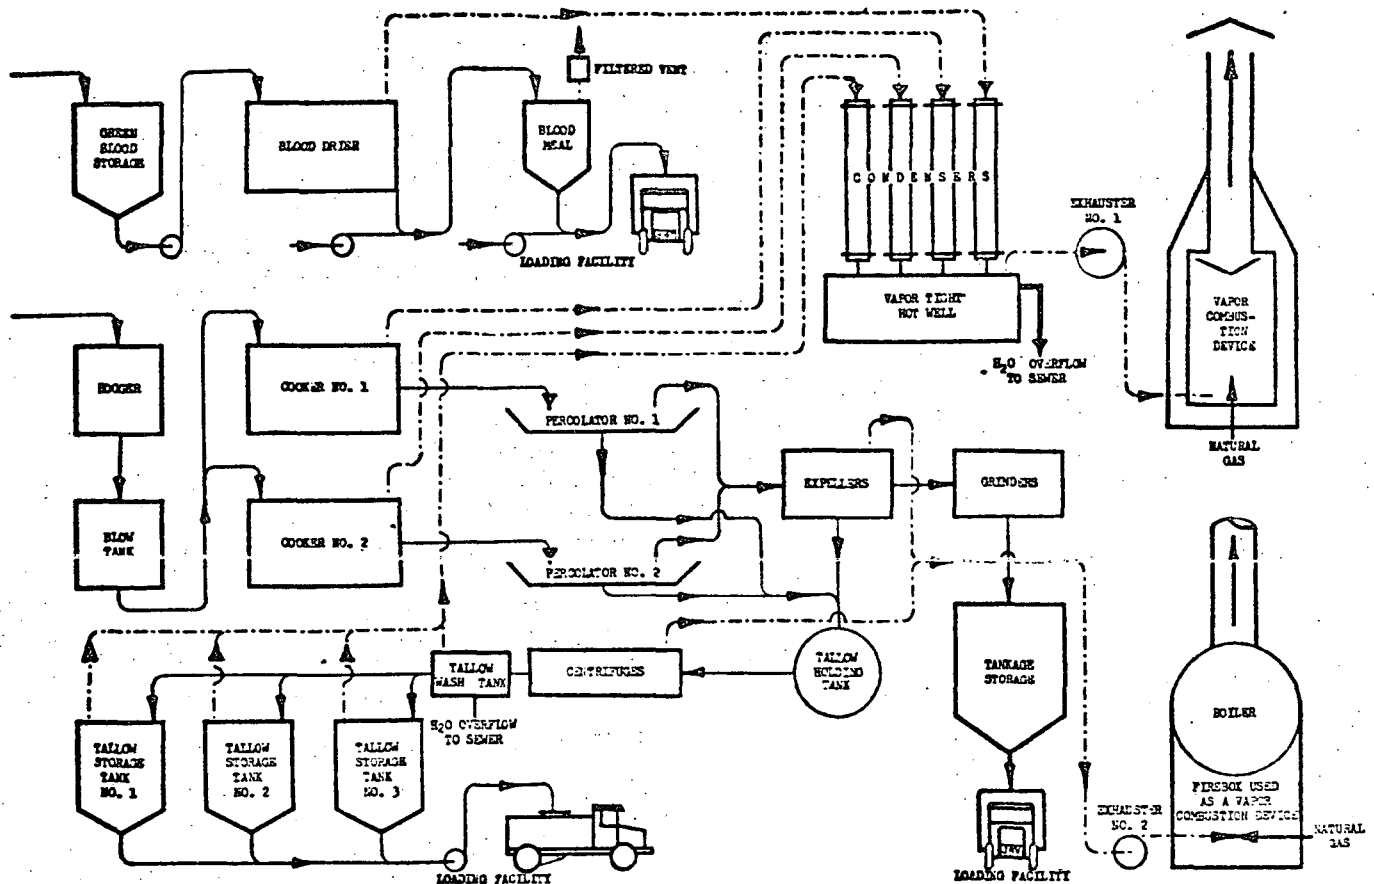 FILTERED VENT
GREEN
BLOOD
STORAGE
BLOOD DRIER
BLOOD
MEAL
LOADING FACILITY
CONDENSERS
EXHAUSTER
NO. 1
VAPOR TIGHT
HOT WELL
H₂O OVERFLOW
TO SEWER
VAPOR
COMBUS-
TION
DEVICE
NATURAL
GAS
HOGGER
COOKER NO. 1
PERCOLATOR NO. 1
EXPELLERS
GRINDERS
BLOW
TANK
COOKER NO. 2
PERCOLATOR NO. 2
TALLOW
WASH TANK
CENTRIFUGES
TALLOW
HOLDING
TANK
TANKAGE
STORAGE
BOILER
H₂O OVERFLOW
TO SEWER
TALLOW
STORAGE
TANK
NO. 1
TALLOW
STORAGE
TANK
NO. 2
TALLOW
STORAGE
TANK
NO. 3
FIREBOX USED
AS A VAPOR
COMBUSTION DEVICE
EXHAUSTER
NO. 2
NATURAL
GAS
LOADING FACILITY
LOADING FACILITY